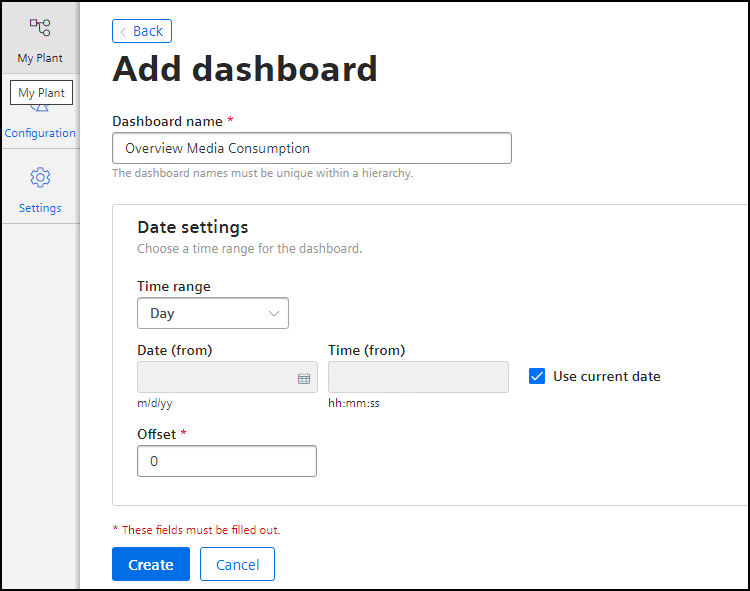 My Plant
My Plant
Configuration
Settings
Back
Add dashboard
Dashboard name *
Overview Media Consumption
The dashboard names must be unique within a hierarchy.
Date settings
Choose a time range for the dashboard.
Time range
Day
Date (from) Time (from)
Use current date
m/d/yy hh:mm:ss
Offset *
0
* These fields must be filled out.
Create Cancel